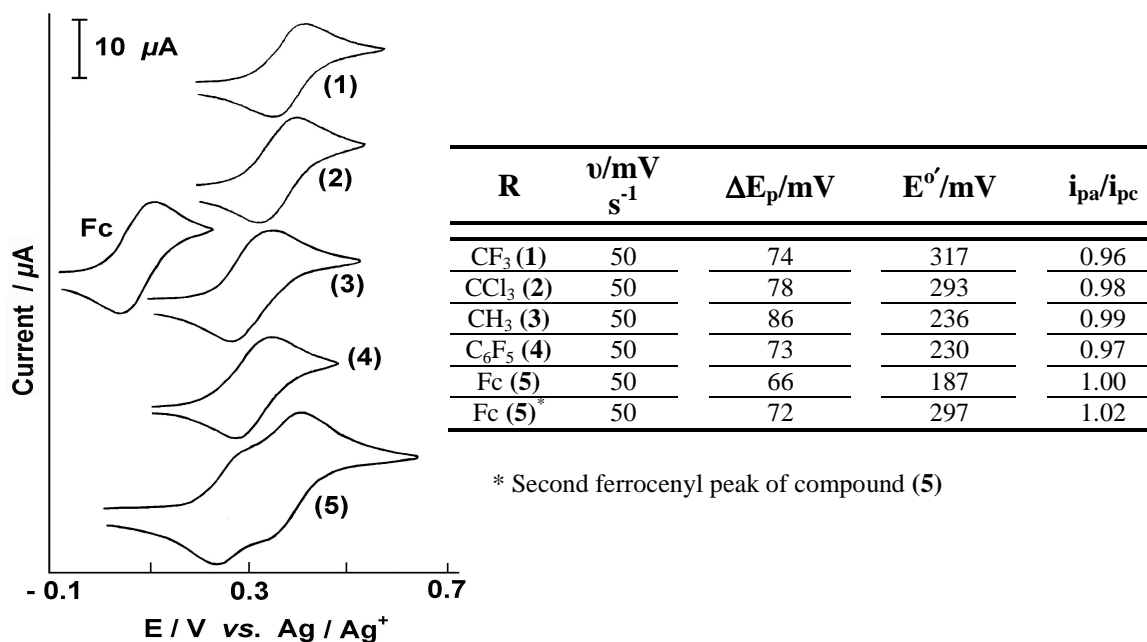 10 µA
(1)
(2)
Fc
(3)
(4)
(5)
Current / µA
- 0.1 0.3 0.7
E / V vs. Ag / Ag⁺
R υ/mV s⁻¹ ΔEₚ/mV E°′/mV iₚₐ/iₚc
CF₃ (1) 50 74 317 0.96
CCl₃ (2) 50 78 293 0.98
CH₃ (3) 50 86 236 0.99
C₆F₅ (4) 50 73 230 0.97
Fc (5) 50 66 187 1.00
Fc (5)* 50 72 297 1.02
* Second ferrocenyl peak of compound (5)